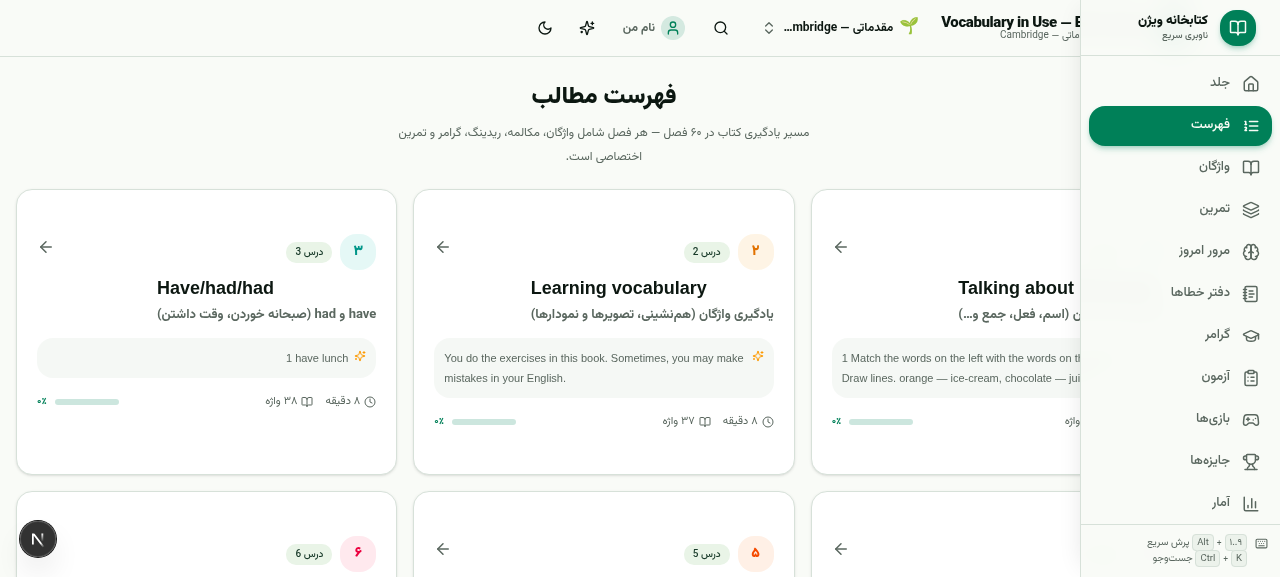 کتابخانه ویژن
ناوبری سریع
جلد
فهرست
واژگان
تمرین
مرور امروز
دفتر خطاها
گرامر
آزمون
بازی‌ها
جایزه‌ها
آمار
پرش سریع Alt + ۱..۹
جست‌وجو Ctrl + K
Vocabulary in Use —
ماتی — Cambridge
مقدماتی — mbridge...
نام من
فهرست مطالب
مسیر یادگیری کتاب در ۶۰ فصل — هر فصل شامل واژگان، مکالمه، ریدینگ، گرامر و تمرین
اختصاصی است.
Talking about
ن (اسم، فعل، جمع و...)
1 Match the words on the left with the words on
Draw lines. orange — ice-cream, chocolate —
واژه
۰٪
۲
درس 2
Learning vocabulary
یادگیری واژگان (هم‌نشینی، تصویرها و نمودارها)
You do the exercises in this book. Sometimes, you may make
mistakes in your English.
۸ دقیقه ۳۷ واژه
۰٪
۳
درس 3
Have/had/had
have و had (صبحانه خوردن، وقت داشتن)
1 have lunch
۸ دقیقه ۳۸ واژه
۰٪
۵
درس 5
۶
درس 6
N